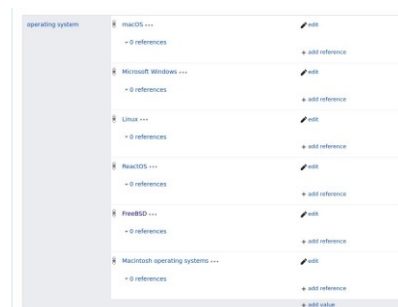 operating system
macOS
edit
0 references
+ add reference
Microsoft Windows
edit
0 references
+ add reference
Linux
edit
0 references
+ add reference
ReactOS
edit
0 references
+ add reference
FreeBSD
edit
0 references
+ add reference
Macintosh operating systems
edit
0 references
+ add reference
+ add value